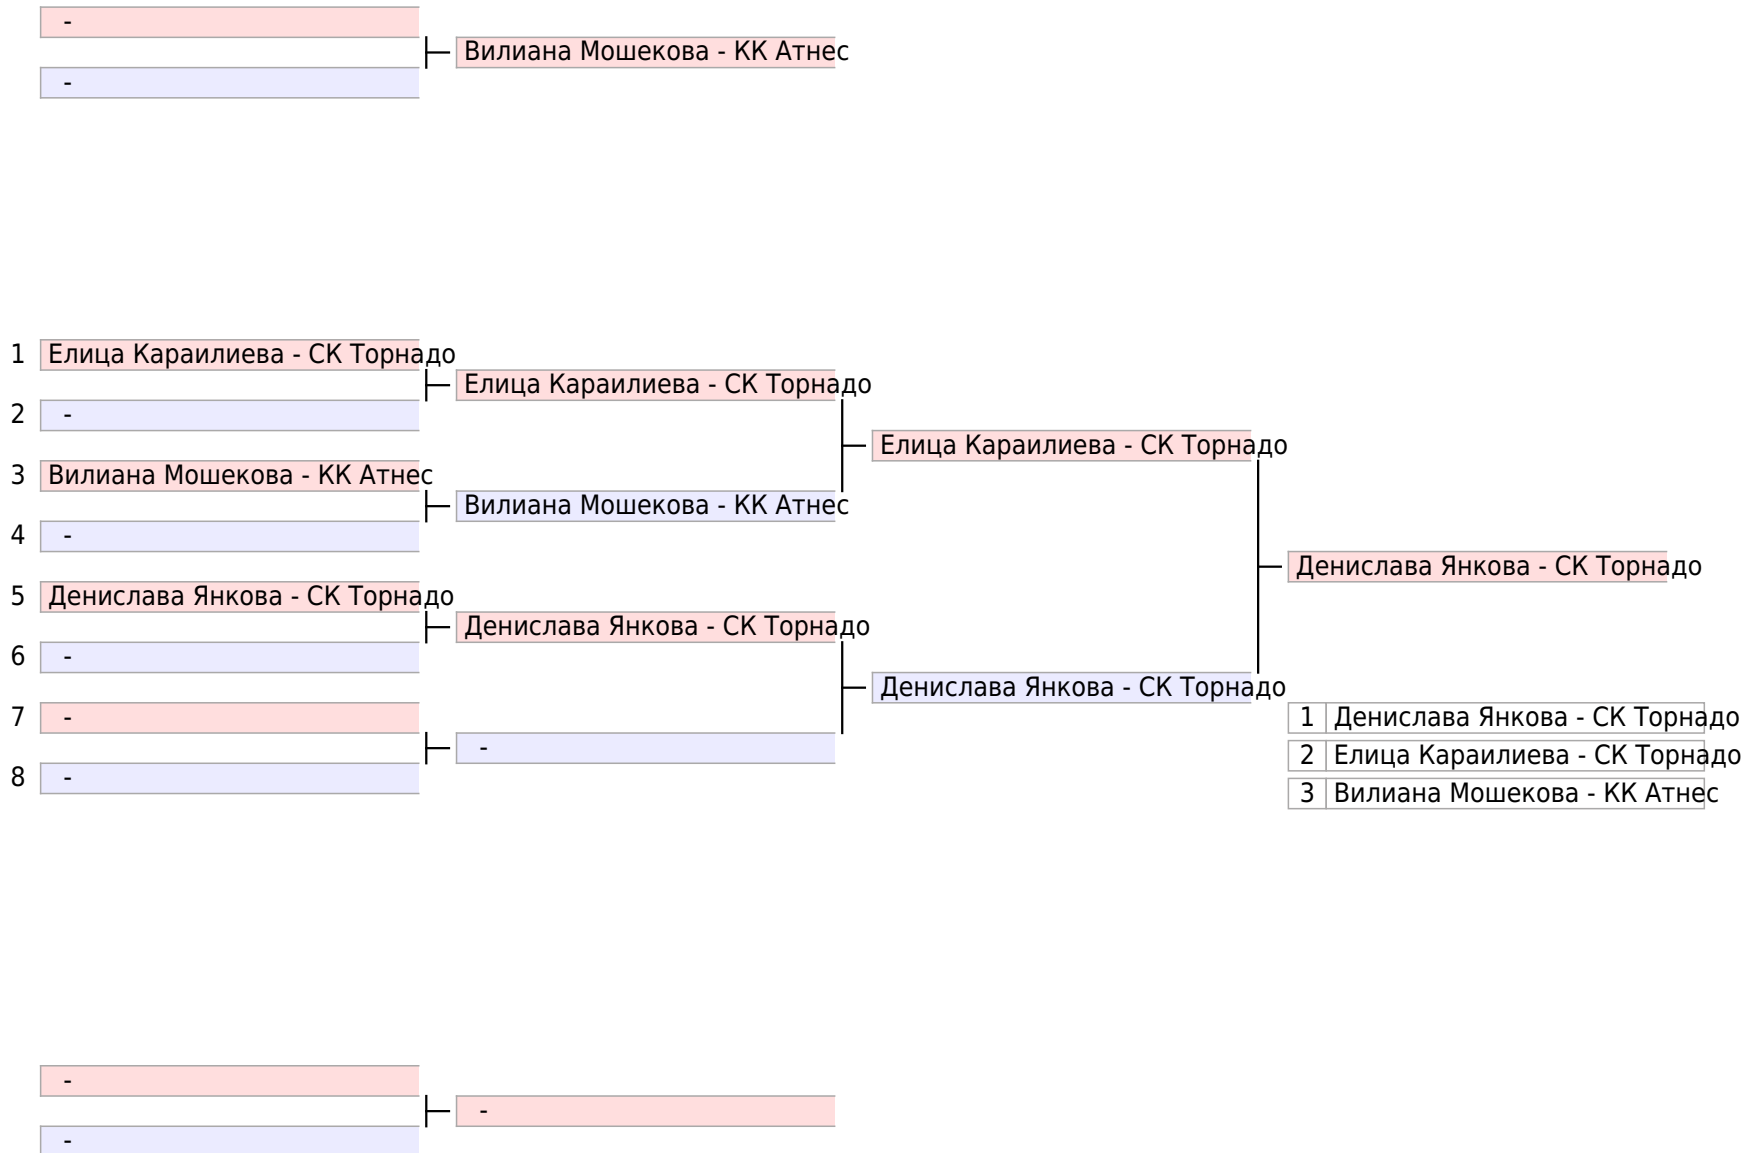 -
Вилиана Мошекова - КК Атнес
-
1 Елица Караилиева - СК Торнадо
Елица Караилиева - СК Торнадо
2 -
Елица Караилиева - СК Торнадо
3 Вилиана Мошекова - КК Атнес
Вилиана Мошекова - КК Атнес
4 -
Денислава Янкова - СК Торнадо
5 Денислава Янкова - СК Торнадо
Денислава Янкова - СК Торнадо
6 -
Денислава Янкова - СК Торнадо
7 -
1 Денислава Янкова - СК Торнадо
-
2 Елица Караилиева - СК Торнадо
8 -
3 Вилиана Мошекова - КК Атнес
-
-
-